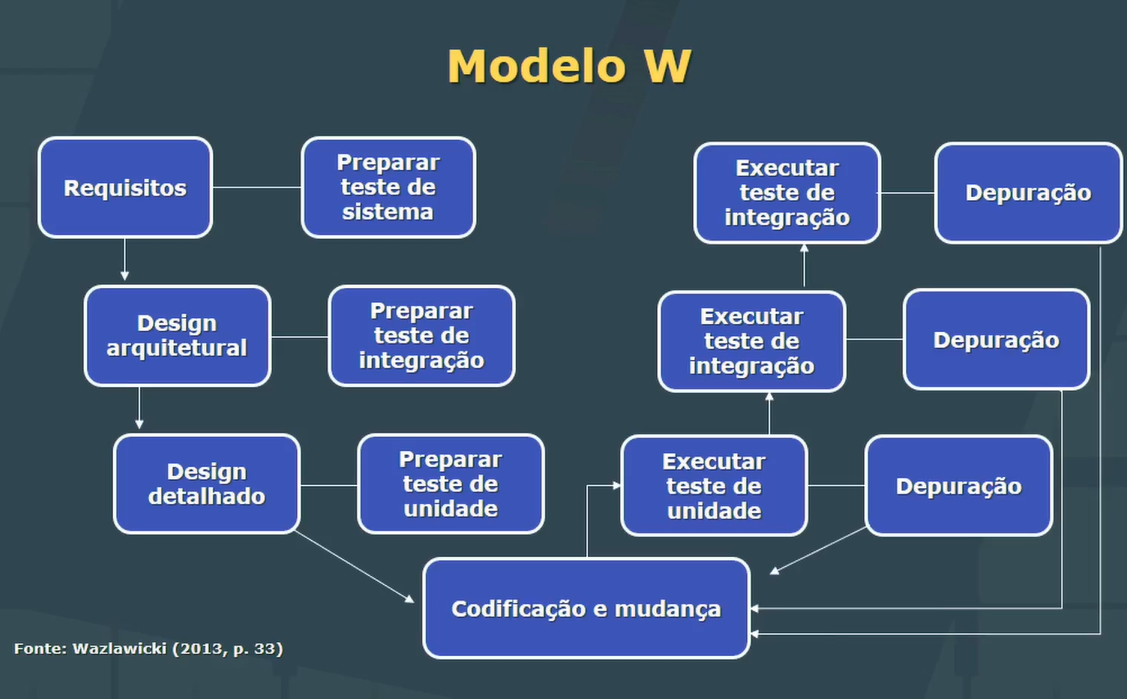 Modelo W
Requisitos
Preparar
teste de
sistema
Executar
teste de
integração
Depuração
Design
arquitetural
Preparar
teste de
integração
Executar
teste de
integração
Depuração
Design
detalhado
Preparar
teste de
unidade
Executar
teste de
unidade
Depuração
Codificação e mudança
Fonte: Wazlawicki (2013, p. 33)